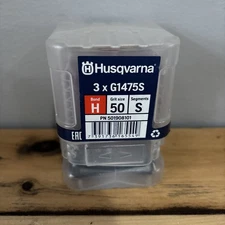 Husqvarna
3 x G1475S
Bond Grit size Segments
H 50 S
PN 501908101
EAC